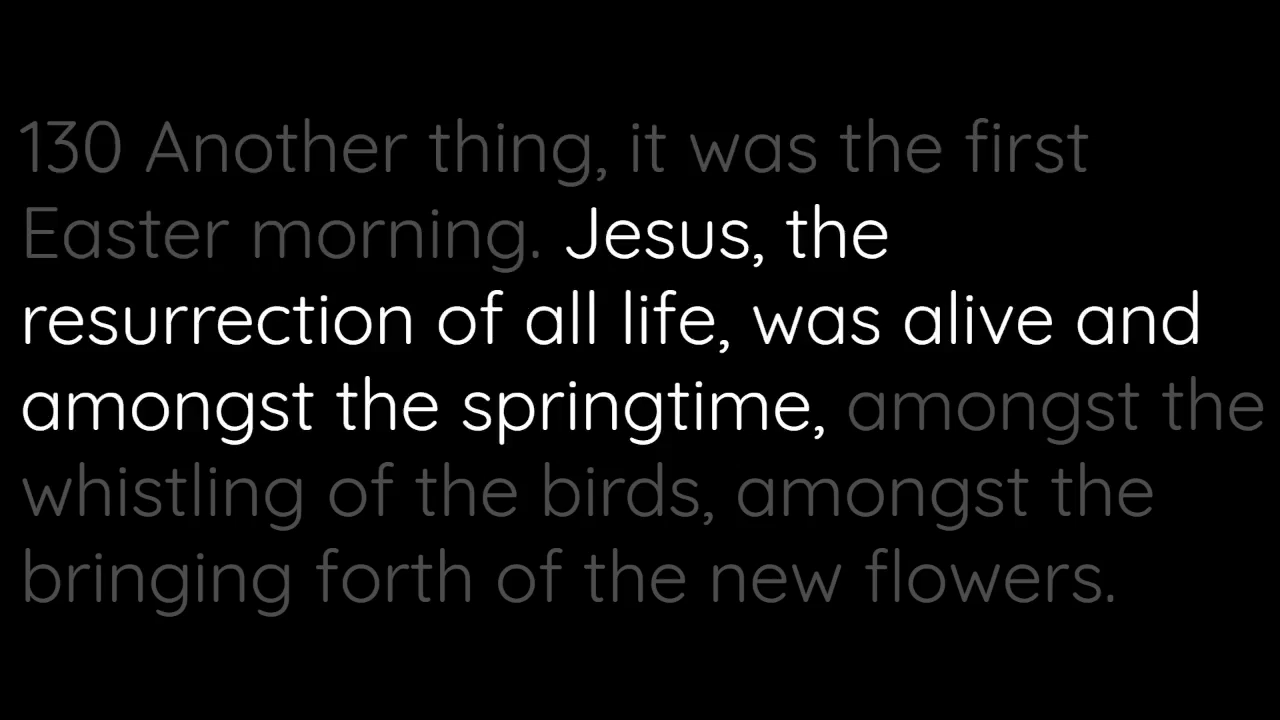 130 Another thing, it was the first
Easter morning. Jesus, the
resurrection of all life, was alive and
amongst the springtime, amongst the
whistling of the birds, amongst the
bringing forth of the new flowers.